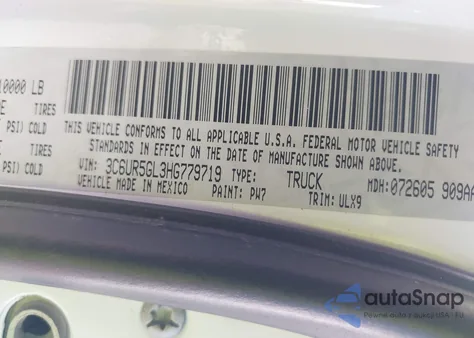 10000 LB
TIRES
PSI) COLD
TIRES
PSI) COLD
THIS VEHICLE CONFORMS TO ALL APPLICABLE U.S.A. FEDERAL MOTOR VEHICLE SAFETY
STANDARDS IN EFFECT ON THE DATE OF MANUFACTURE SHOWN ABOVE.
VIN: 3C6UR5GL3HG779719 TYPE: TRUCK MDH: 072605 909AA
VEHICLE MADE IN MEXICO PAINT: PW7 TRIM: ULX9
autoSnap